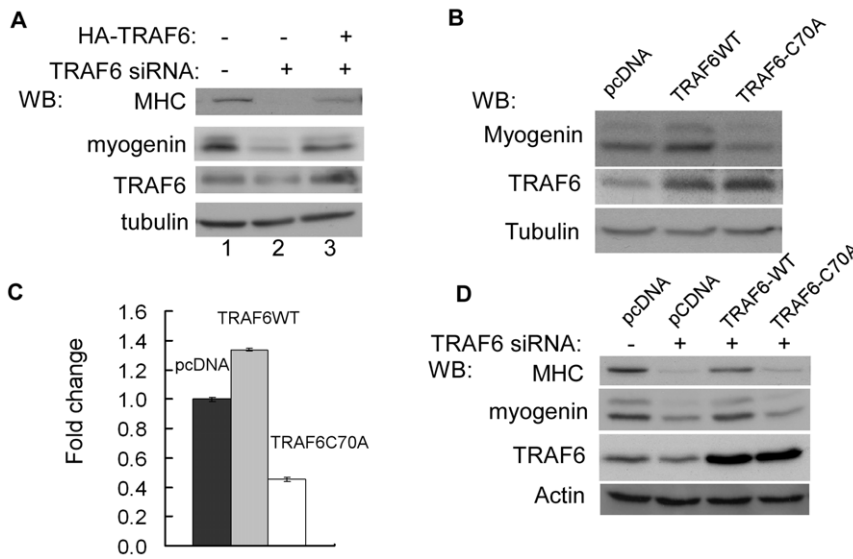 A
HA-TRAF6: - - +
TRAF6 siRNA: - + +
WB: MHC
myogenin
TRAF6
tubulin
1 2 3
B
pcDNA TRAF6WT TRAF6-C70A
WB:
Myogenin
TRAF6
Tubulin
C
Fold change
1.6
1.4
1.2
1.0
0.8
0.6
0.4
0.2
0.0
pcDNA
TRAF6WT
TRAF6C70A
D
pcDNA pCDNA TRAF6-WT TRAF6-C70A
TRAF6 siRNA: - + + +
WB: MHC
myogenin
TRAF6
Actin